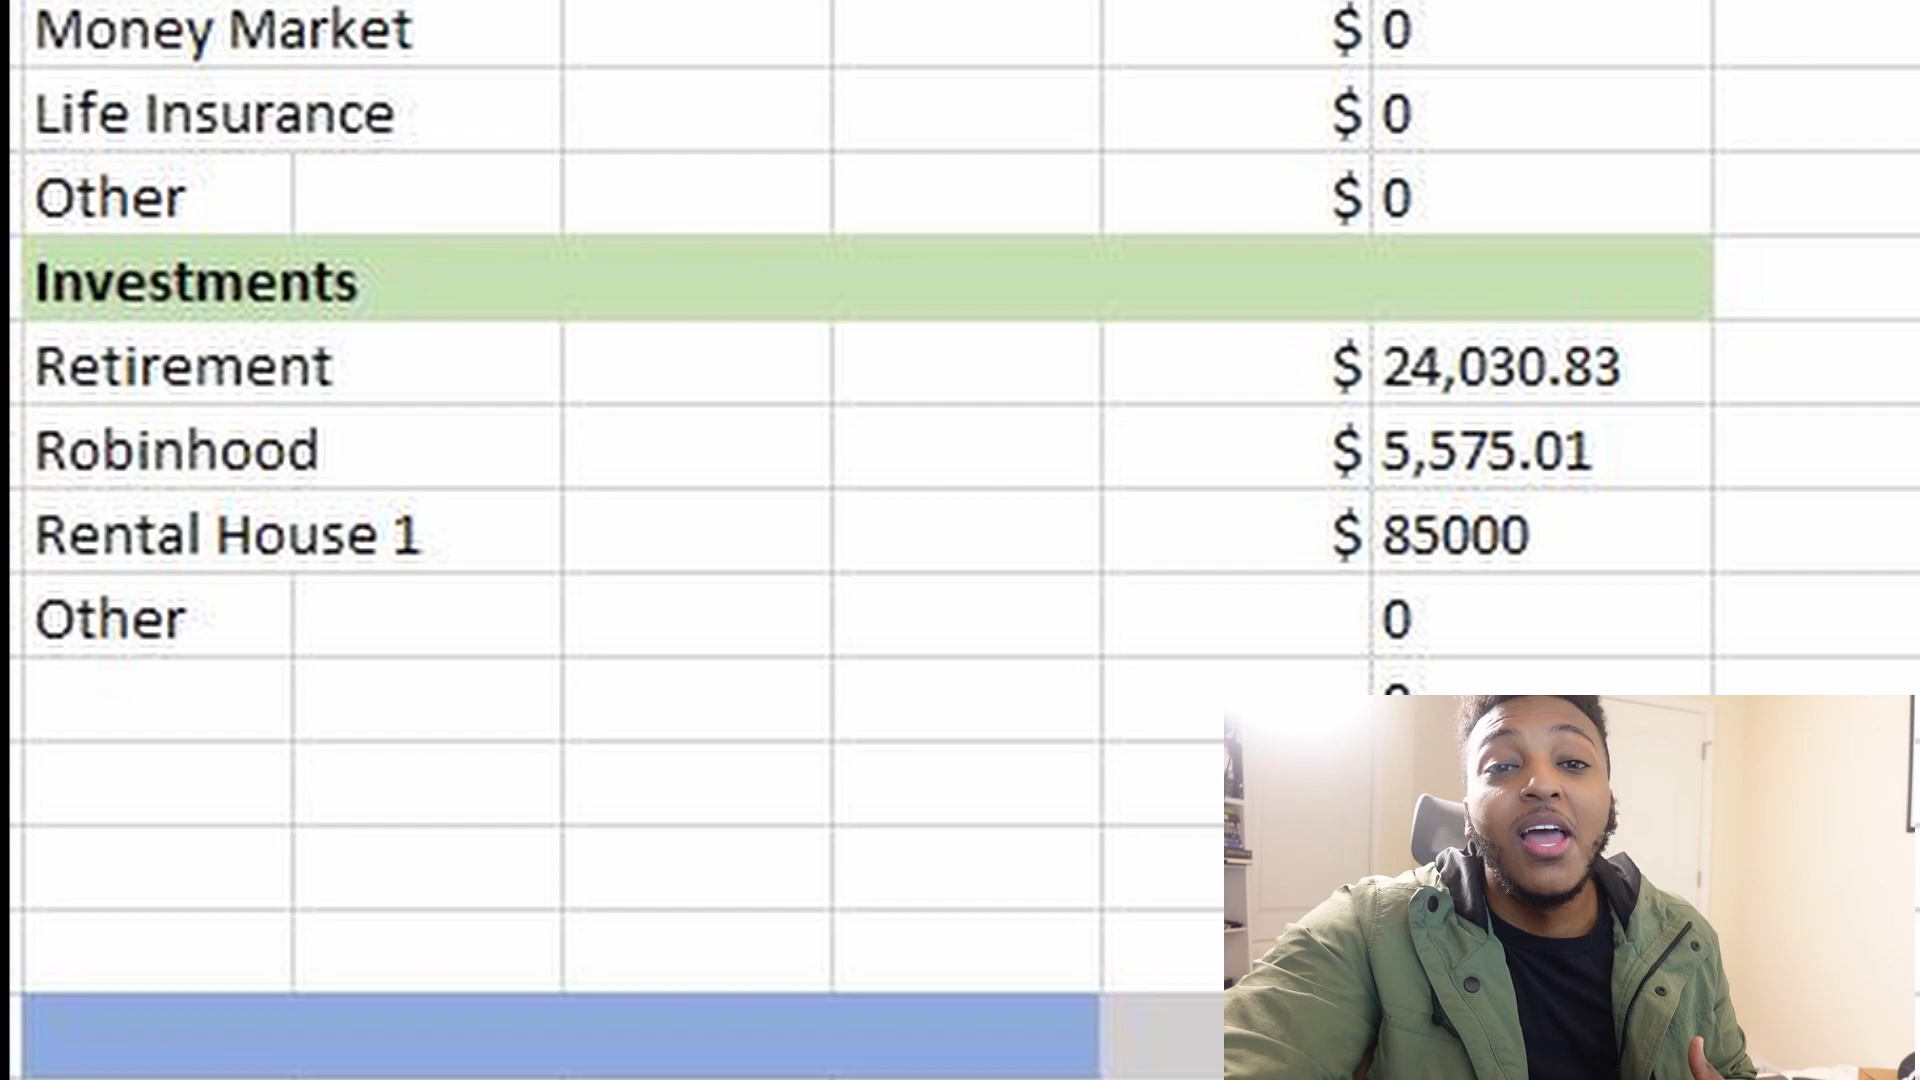 Money Market $ 0
Life Insurance $ 0
Other $ 0
Investments
Retirement $ 24,030.83
Robinhood $ 5,575.01
Rental House 1 $ 85000
Other 0